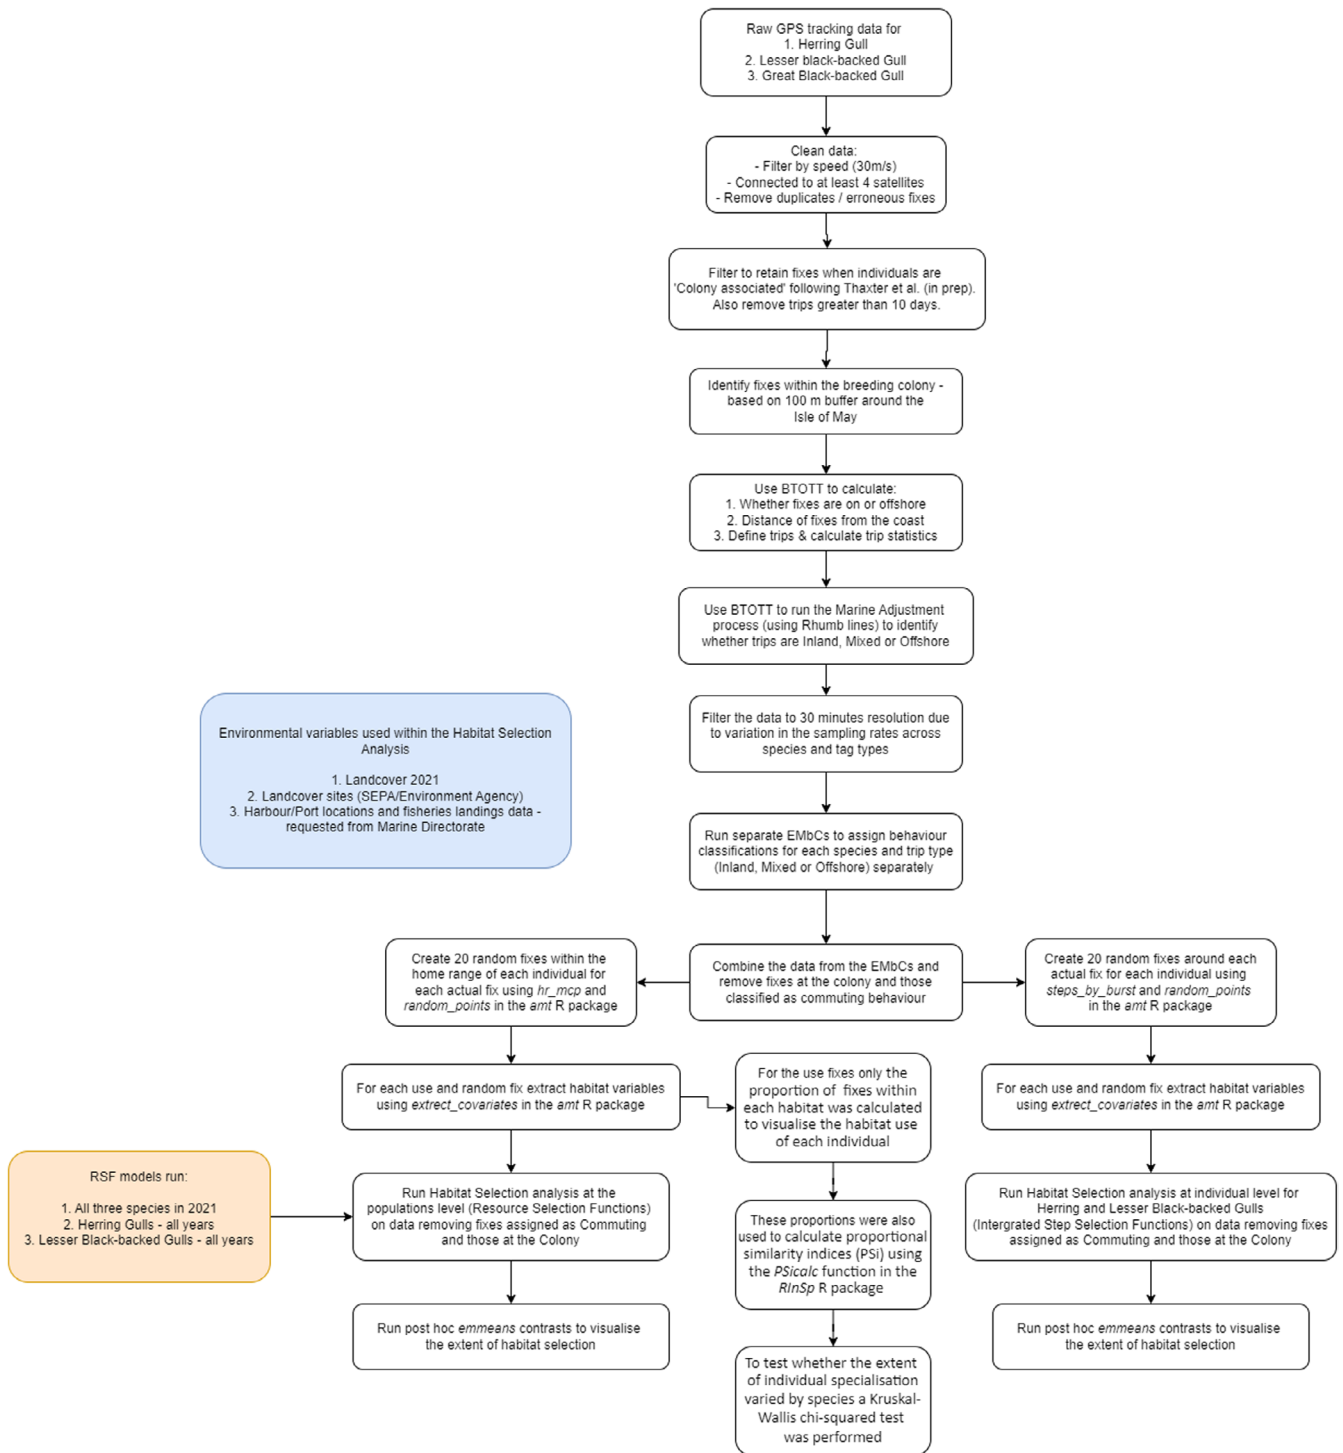 Raw GPS tracking data for
1. Herring Gull
2. Lesser black-backed Gull
3. Great Black-backed Gull
Clean data:
- Filter by speed (30m/s)
- Connected to at least 4 satellites
- Remove duplicates / erroneous fixes
Filter to retain fixes when individuals are
'Colony associated' following Thaxter et al. (in prep).
Also remove trips greater than 10 days.
Identify fixes within the breeding colony -
based on 100 m buffer around the
Isle of May
Use BTOTT to calculate:
1. Whether fixes are on or offshore
2. Distance of fixes from the coast
3. Define trips & calculate trip statistics
Use BTOTT to run the Marine Adjustment
process (using Rhumb lines) to identify
whether trips are Inland, Mixed or Offshore
Environmental variables used within the Habitat Selection
Analysis
1. Landcover 2021
2. Landcover sites (SEPA/Environment Agency)
3. Harbour/Port locations and fisheries landings data -
requested from Marine Directorate
Filter the data to 30 minutes resolution due
to variation in the sampling rates across
species and tag types
Run separate EMbCs to assign behaviour
classifications for each species and trip type
(Inland, Mixed or Offshore) separately
Create 20 random fixes within the
home range of each individual for
each actual fix using hr_mcp and
random_points in the amt R package
Combine the data from the EMbCs and
remove fixes at the colony and those
classified as commuting behaviour
Create 20 random fixes around each
actual fix for each individual using
steps_by_burst and random_points
in the amt R package
For each use and random fix extract habitat variables
using extrect_covariates in the amt R package
For the use fixes only the
proportion of  fixes within
each habitat was calculated
to visualise the habitat use
of each individual
For each use and random fix extract habitat variables
using extrect_covariates in the amt R package
RSF models run:
1. All three species in 2021
2. Herring Gulls - all years
3. Lesser Black-backed Gulls - all years
Run Habitat Selection analysis at the
populations level (Resource Selection Functions)
on data removing fixes assigned as Commuting
and those at the Colony
These proportions were also
used to calculate proportional
similarity indices (PSi) using
the PSicalc function in the
RInSp R package
Run Habitat Selection analysis at individual level for
Herring and Lesser Black-backed Gulls
(Intergrated Step Selection Functions) on data removing fixes
assigned as Commuting and those at the Colony
Run post hoc emmeans contrasts to visualise
the extent of habitat selection
To test whether the extent
of individual specialisation
varied by species a Kruskal-
Wallis chi-squared test
was performed
Run post hoc emmeans contrasts to visualise
the extent of habitat selection